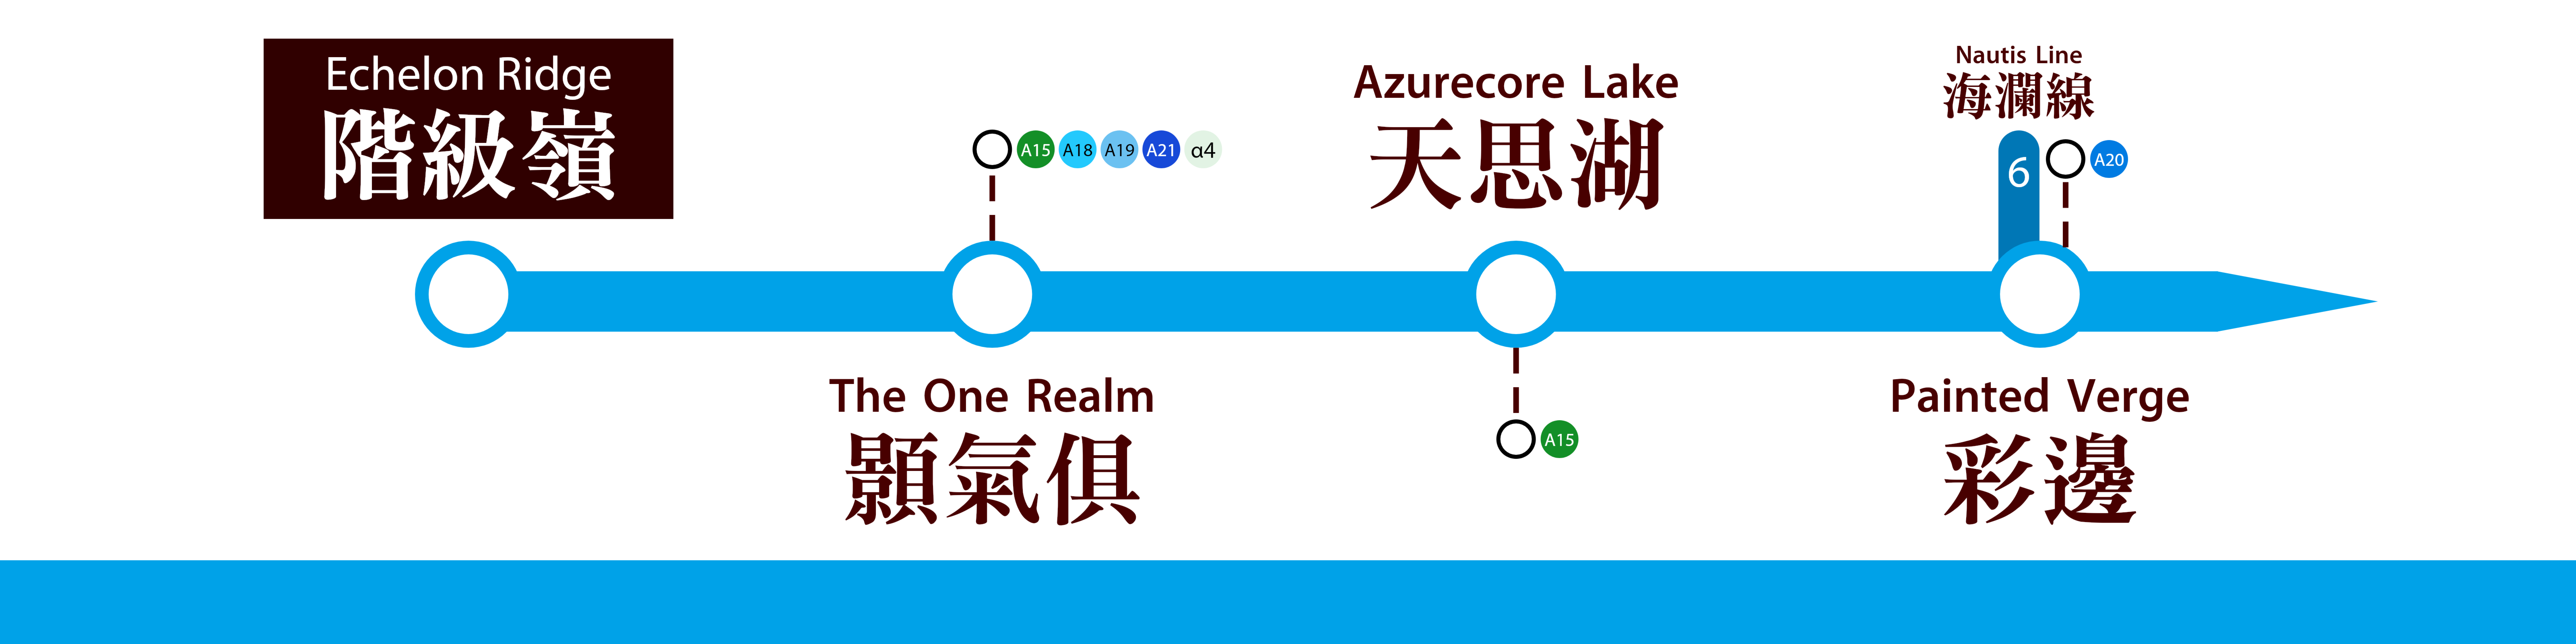 Echelon Ridge
階級嶺
A15 A18 A19 A21 α4
The One Realm
顥氣俱
Azurecore Lake
天思湖
A15
Nautis Line
海瀾線
6 A20
Painted Verge
彩邊